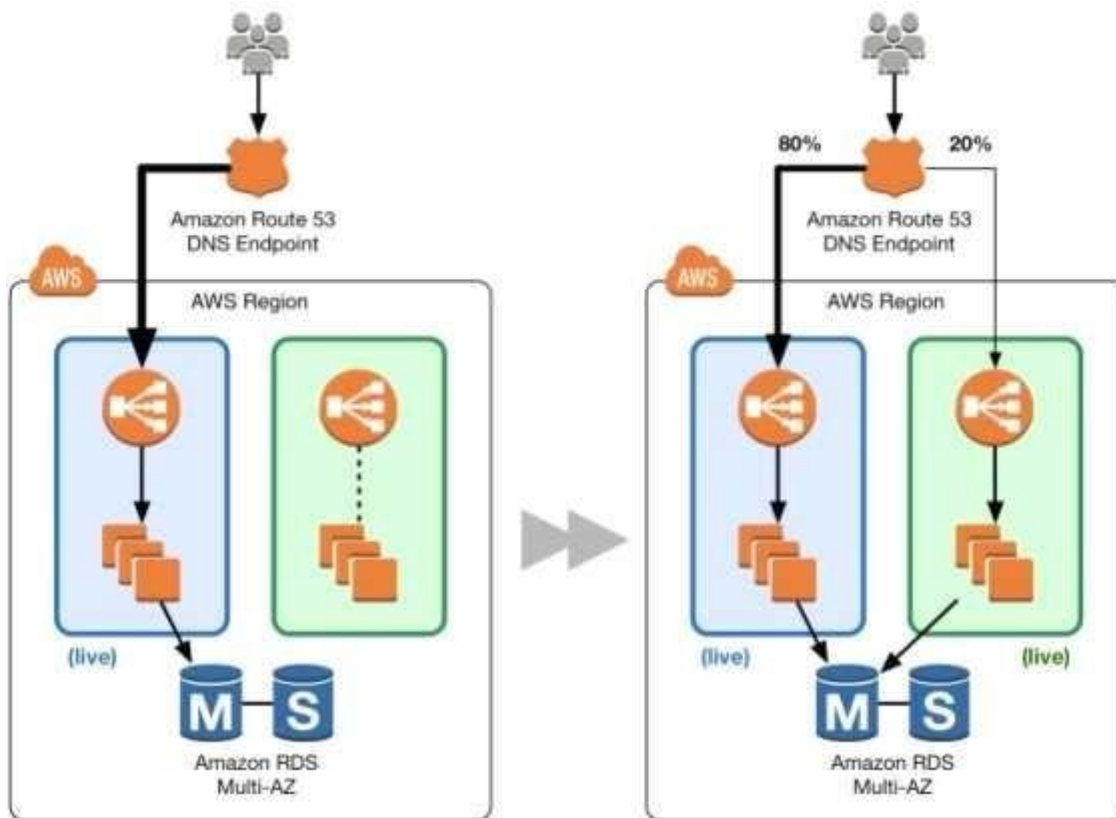 Amazon Route 53
DNS Endpoint
AWS
AWS Region
(live)
M
S
Amazon RDS
Multi-AZ
80%
20%
Amazon Route 53
DNS Endpoint
AWS
AWS Region
(live)
(live)
M
S
Amazon RDS
Multi-AZ